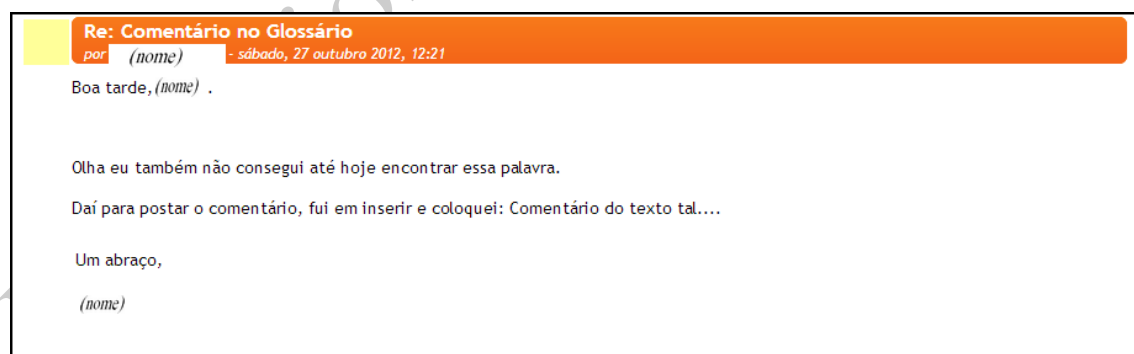 Re: Comentário no Glossário
por (nome) - sábado, 27 outubro 2012, 12:21
Boa tarde, (nome) .
Olha eu também não consegui até hoje encontrar essa palavra.
Daí para postar o comentário, fui em inserir e coloquei: Comentário do texto tal....
Um abraço,
(nome)